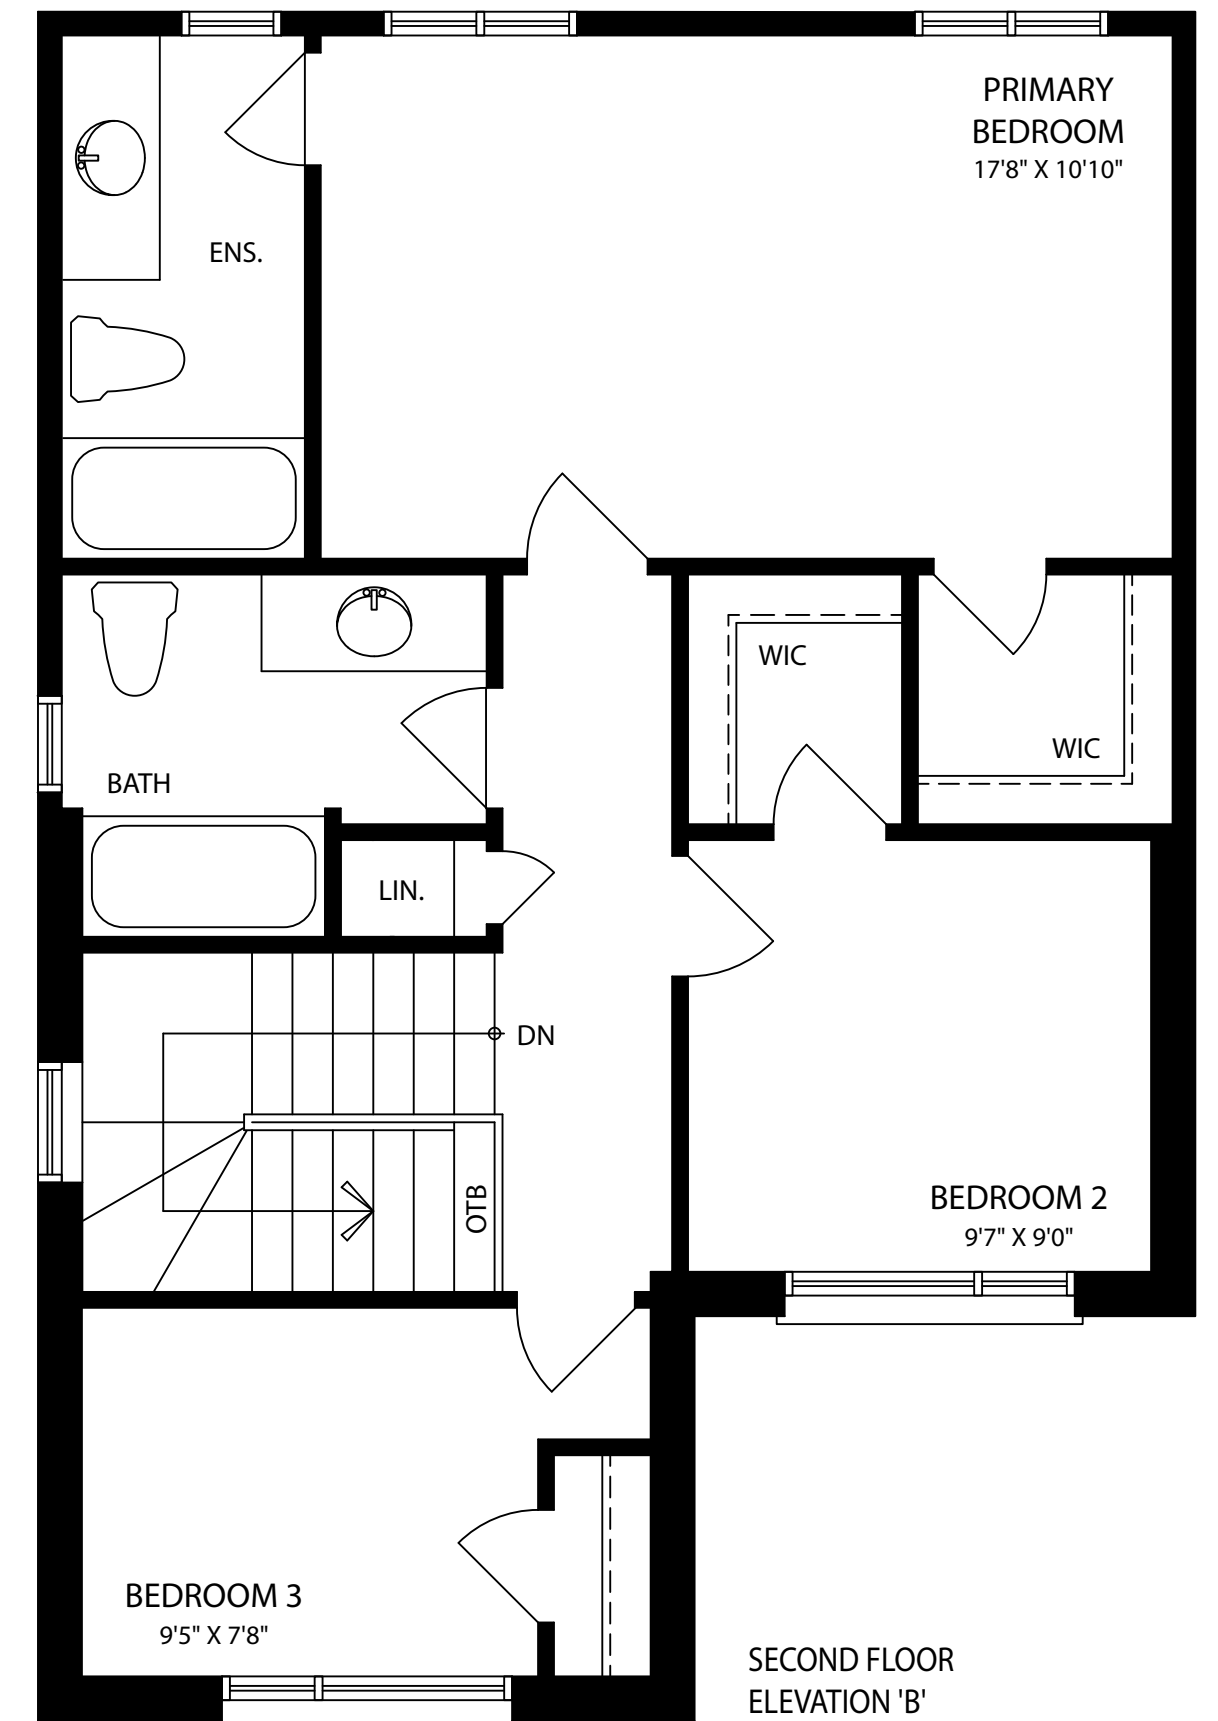 PRIMARY
BEDROOM
17'8" X 10'10"
ENS.
WIC
WIC
BATH
LIN.
DN
OTB
BEDROOM 2
9'7" X 9'0"
BEDROOM 3
9'5" X 7'8"
SECOND FLOOR
ELEVATION 'B'